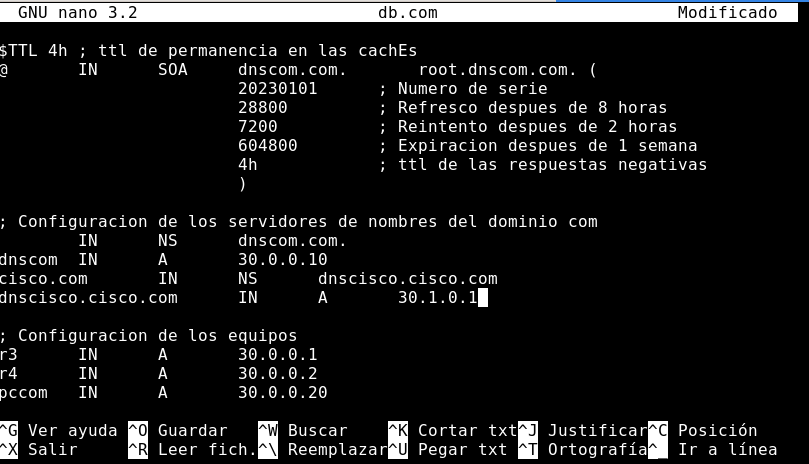 GNU nano 3.2 db.com Modificado
$TTL 4h ; ttl de permanencia en las cachEs
@ IN SOA dnscom.com. root.dnscom.com. (
20230101 ; Numero de serie
28800 ; Refresco despues de 8 horas
7200 ; Reintento despues de 2 horas
604800 ; Expiracion despues de 1 semana
4h ; ttl de las respuestas negativas
)
; Configuracion de los servidores de nombres del dominio com
IN NS dnscom.com.
dnscom IN A 30.0.0.10
cisco.com IN NS dnscisco.cisco.com
dnscisco.cisco.com IN A 30.1.0.1
; Configuracion de los equipos
r3 IN A 30.0.0.1
r4 IN A 30.0.0.2
pccom IN A 30.0.0.20
^G Ver ayuda ^O Guardar ^W Buscar ^K Cortar txt ^J Justificar ^C Posición
^X Salir ^R Leer fich. ^\ Reemplazar ^U Pegar txt ^T Ortografía ^_ Ir a línea